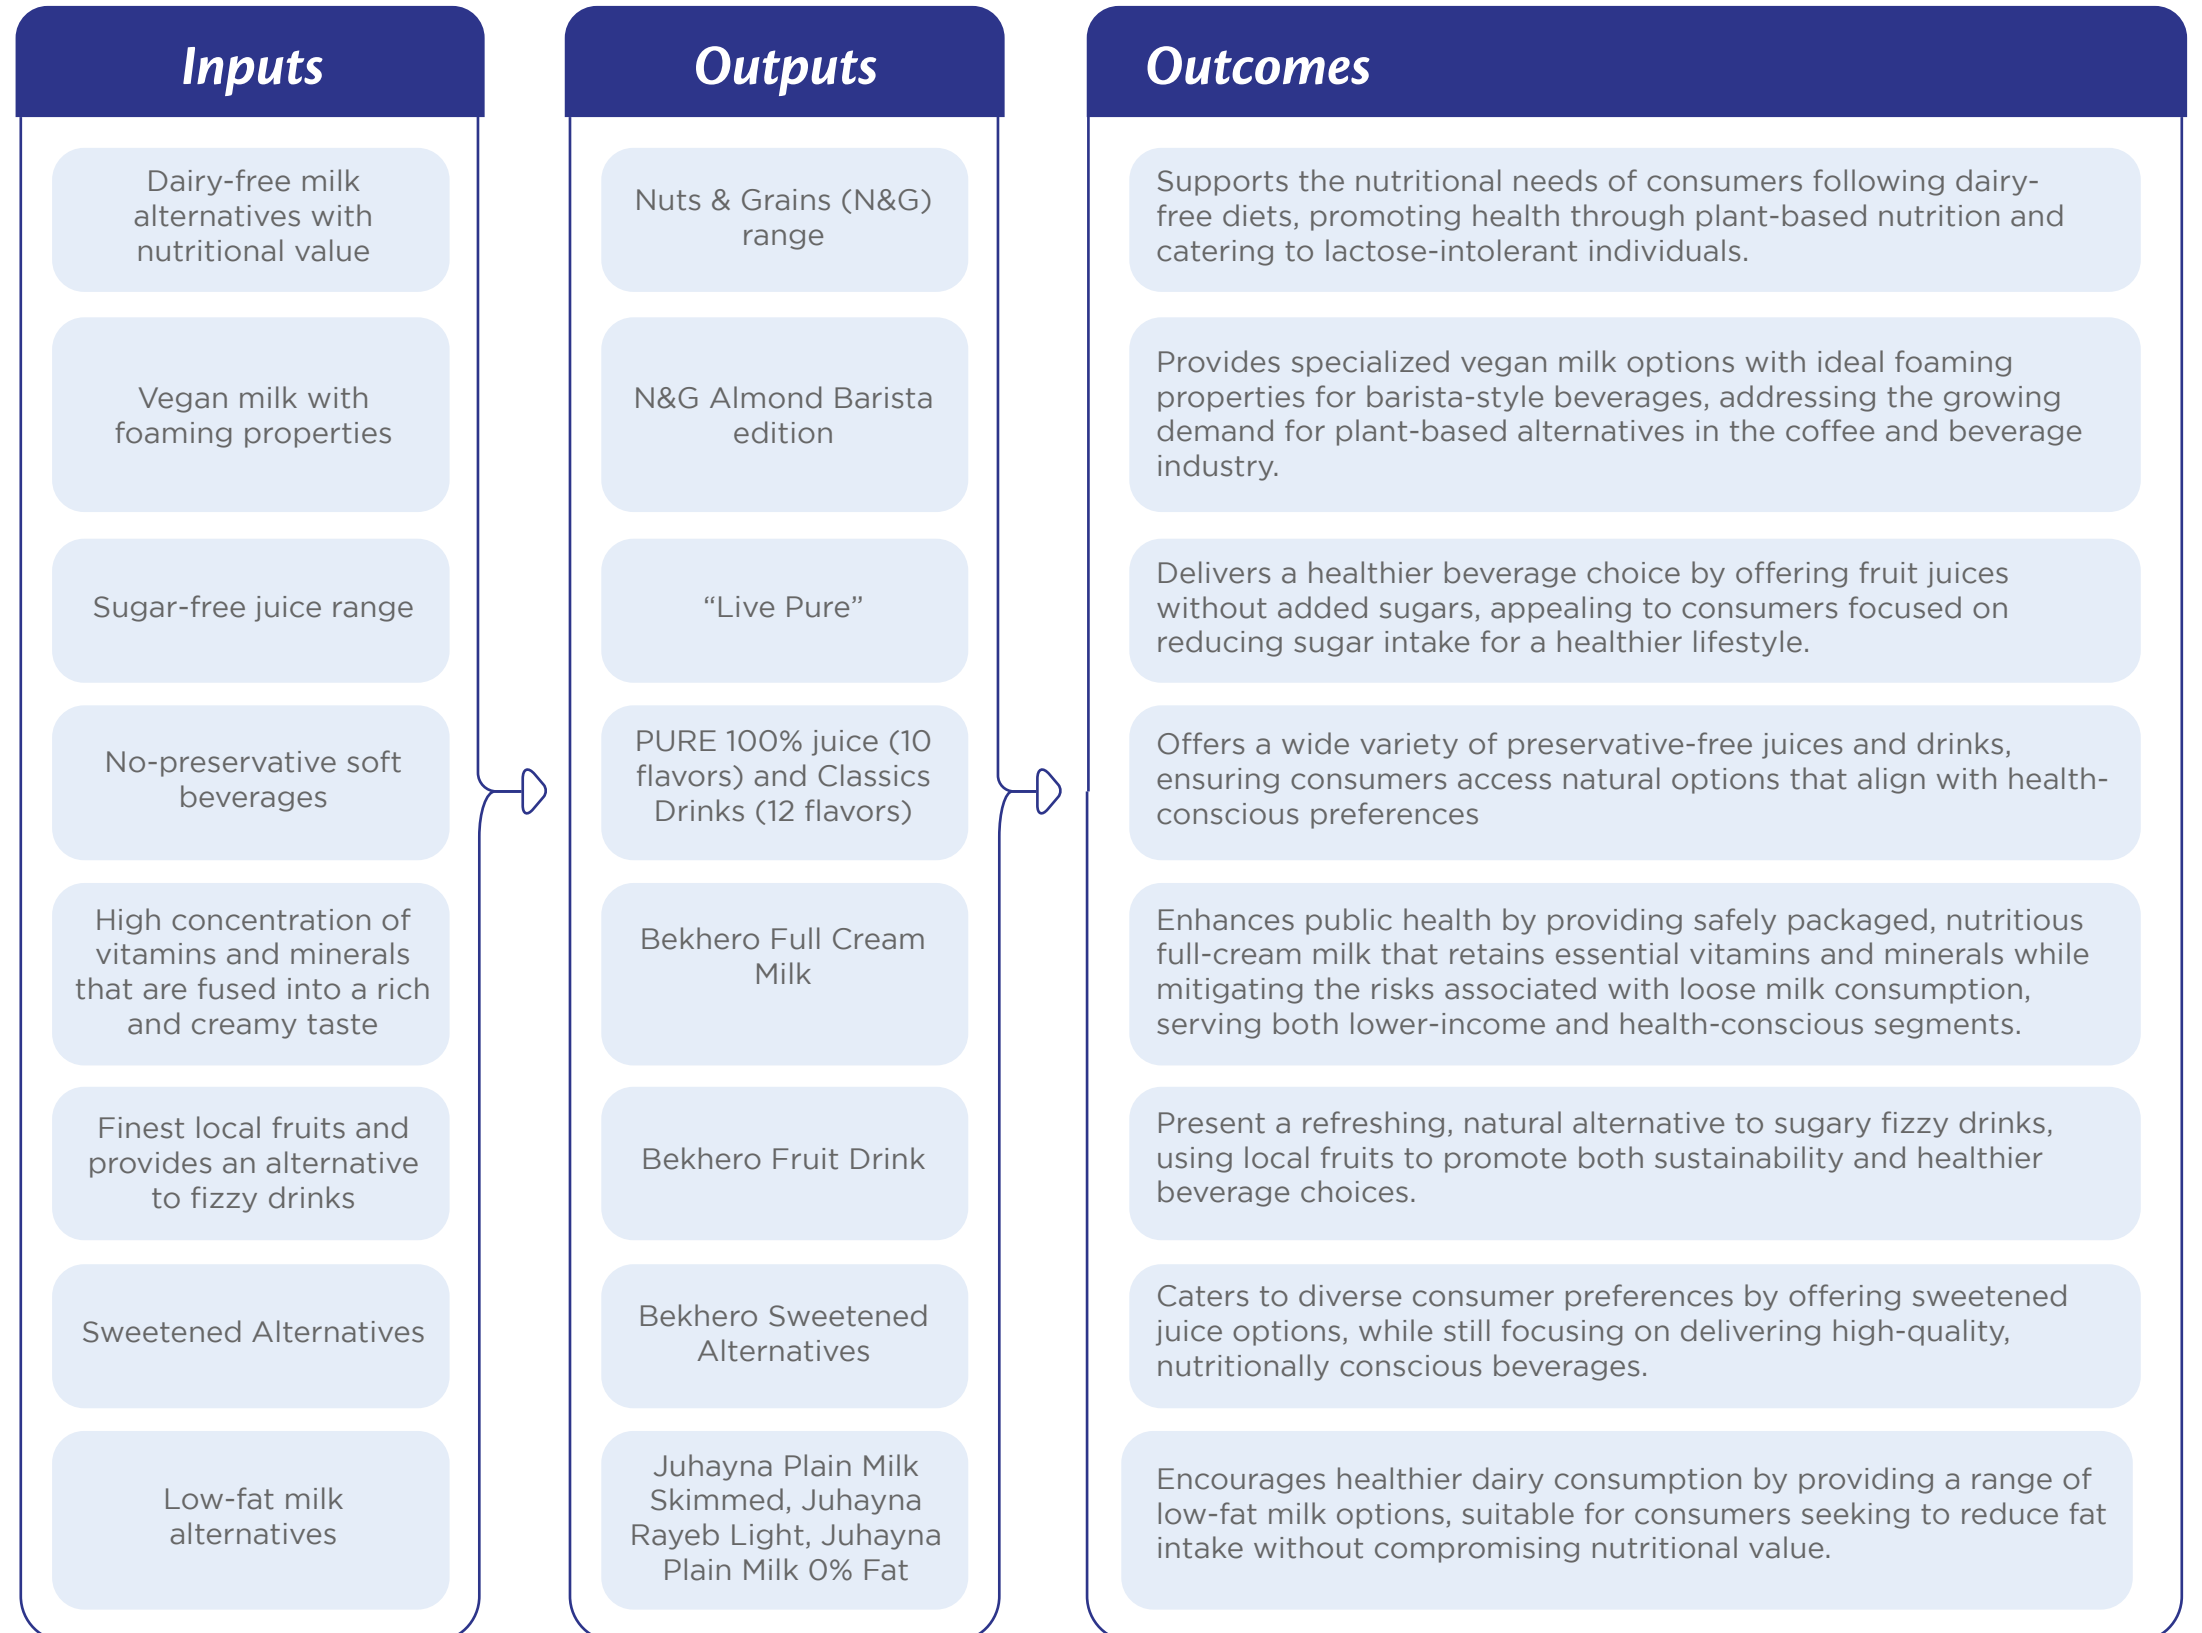 Inputs
Outputs
Outcomes
Dairy-free milk
alternatives with
nutritional value
Nuts & Grains (N&G)
range
Supports the nutritional needs of consumers following dairy-
free diets, promoting health through plant-based nutrition and
catering to lactose-intolerant individuals.
Vegan milk with
foaming properties
N&G Almond Barista
edition
Provides specialized vegan milk options with ideal foaming
properties for barista-style beverages, addressing the growing
demand for plant-based alternatives in the coffee and beverage
industry.
Sugar-free juice range
“Live Pure”
Delivers a healthier beverage choice by offering fruit juices
without added sugars, appealing to consumers focused on
reducing sugar intake for a healthier lifestyle.
No-preservative soft
beverages
PURE 100% juice (10
flavors) and Classics
Drinks (12 flavors)
Offers a wide variety of preservative-free juices and drinks,
ensuring consumers access natural options that align with health-
conscious preferences
High concentration of
vitamins and minerals
that are fused into a rich
and creamy taste
Bekhero Full Cream
Milk
Enhances public health by providing safely packaged, nutritious
full-cream milk that retains essential vitamins and minerals while
mitigating the risks associated with loose milk consumption,
serving both lower-income and health-conscious segments.
Finest local fruits and
provides an alternative
to fizzy drinks
Bekhero Fruit Drink
Present a refreshing, natural alternative to sugary fizzy drinks,
using local fruits to promote both sustainability and healthier
beverage choices.
Sweetened Alternatives
Bekhero Sweetened
Alternatives
Caters to diverse consumer preferences by offering sweetened
juice options, while still focusing on delivering high-quality,
nutritionally conscious beverages.
Low-fat milk
alternatives
Juhayna Plain Milk
Skimmed, Juhayna
Rayeb Light, Juhayna
Plain Milk 0% Fat
Encourages healthier dairy consumption by providing a range of
low-fat milk options, suitable for consumers seeking to reduce fat
intake without compromising nutritional value.